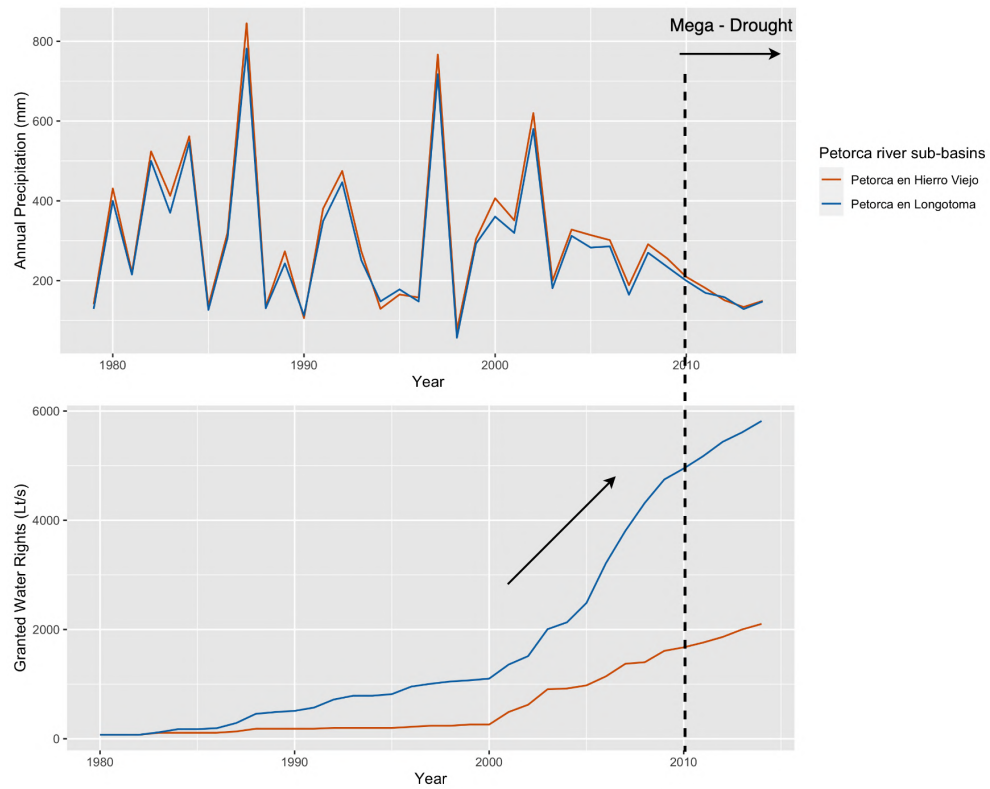 Mega - Drought
Annual Precipitation (mm)
800
600
400
200
1980
1990
2000
2010
Year
Petorca river sub-basins
Petorca en Hierro Viejo
Petorca en Longotoma
Granted Water Rights (Lt/s)
6000
4000
2000
0
1980
1990
2000
2010
Year